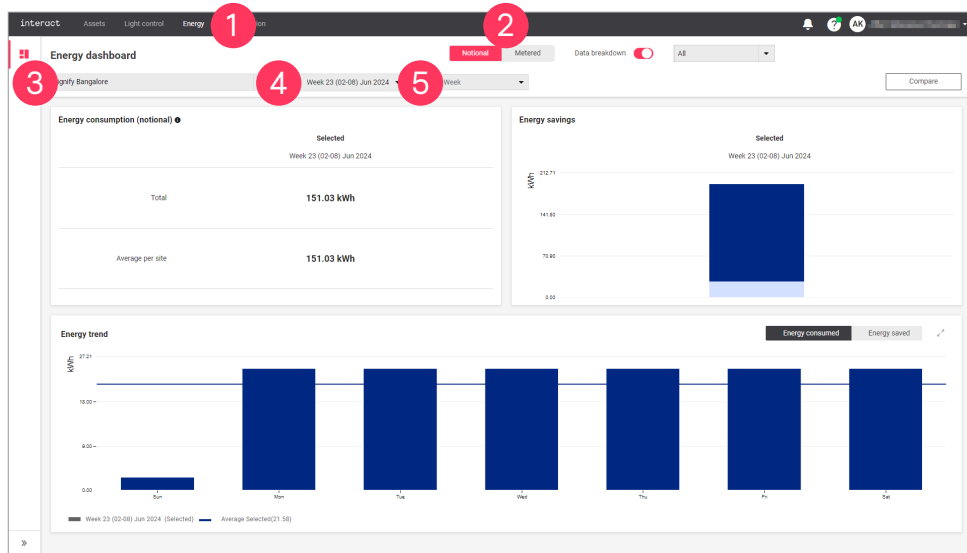 interact Assets Light control Energy
1
2
AK
Energy dashboard
Notional Metered Data breakdown All
3
4
5
Bangalore Week 23 (02-08) Jun 2024 Week Compare
Energy consumption (notional)
Selected
Week 23 (02-08) Jun 2024
Total 151.03 kWh
Average per site 151.03 kWh
Energy savings
Selected
Week 23 (02-08) Jun 2024
kWh
212.71
141.80
70.90
0.00
Energy trend
Energy consumed Energy saved
kWh
27.21
18.00
9.00
0.00
Sun Mon Tue Wed Thu Fri Sat
Week 23 (02-08) Jun 2024 (Selected) Average Selected(21.58)